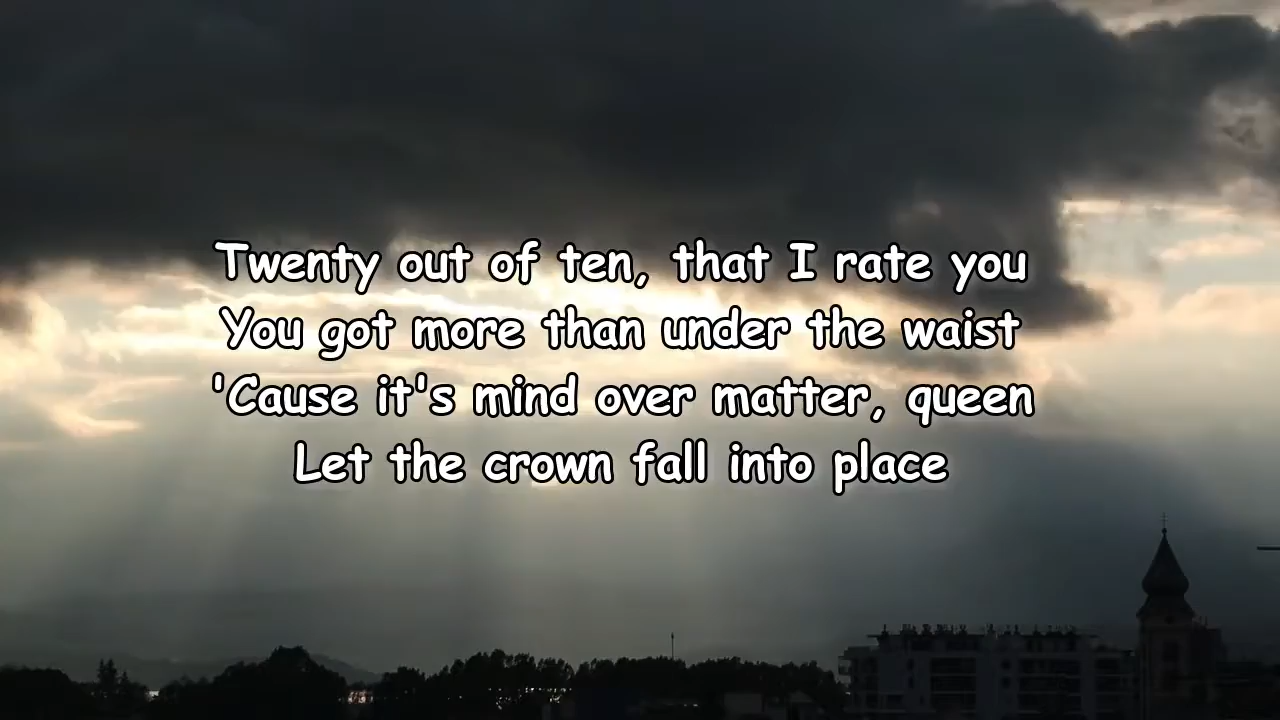 Twenty out of ten, that I rate you
You got more than under the waist
'Cause it's mind over matter, queen
Let the crown fall into place